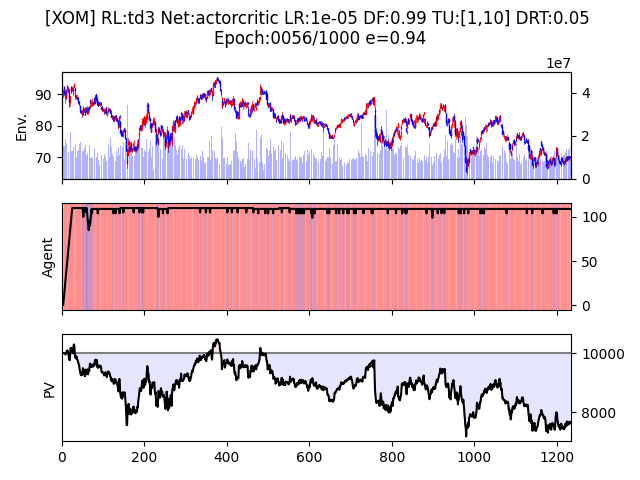 [XOM] RL:td3 Net:actorcritic LR:1e-05 DF:0.99 TU:[1,10] DRT:0.05
Epoch:0056/1000 e=0.94
1e7
Env.
90
80
70
4
2
0
Agent
100
50
0
PV
10000
8000
0 200 400 600 800 1000 1200